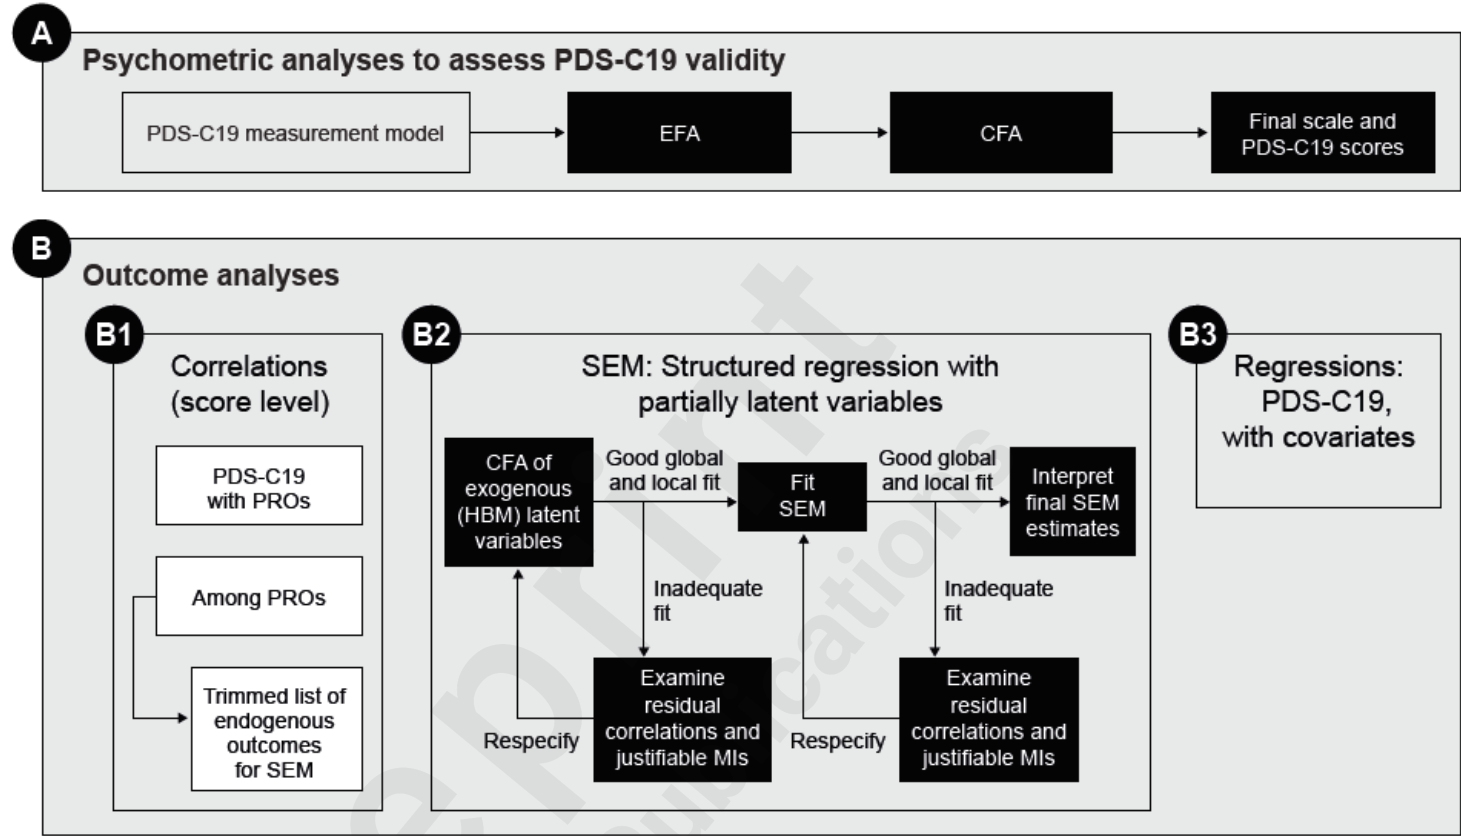 A
Psychometric analyses to assess PDS-C19 validity
PDS-C19 measurement model
EFA
CFA
Final scale and
PDS-C19 scores
B
Outcome analyses
B1
Correlations
(score level)
PDS-C19
with PROs
Among PROs
Trimmed list of
endogenous
outcomes
for SEM
B2
SEM: Structured regression with
partially latent variables
CFA of
exogenous
(HBM) latent
variables
Good global
and local fit
Fit
SEM
Good global
and local fit
Interpret
final SEM
estimates
Inadequate
fit
Inadequate
fit
Examine
residual
correlations and
justifiable MIs
Respecify
Examine
residual
correlations and
justifiable MIs
Respecify
B3
Regressions:
PDS-C19,
with covariates